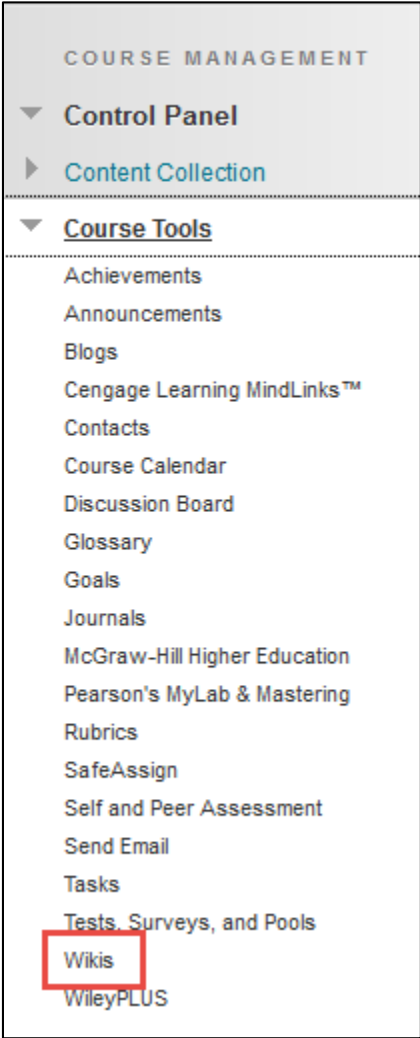 COURSE MANAGEMENT
Control Panel
Content Collection
Course Tools
Achievements
Announcements
Blogs
Cengage Learning MindLinks™
Contacts
Course Calendar
Discussion Board
Glossary
Goals
Journals
McGraw-Hill Higher Education
Pearson's MyLab & Mastering
Rubrics
SafeAssign
Self and Peer Assessment
Send Email
Tasks
Tests, Surveys, and Pools
Wikis
WileyPLUS